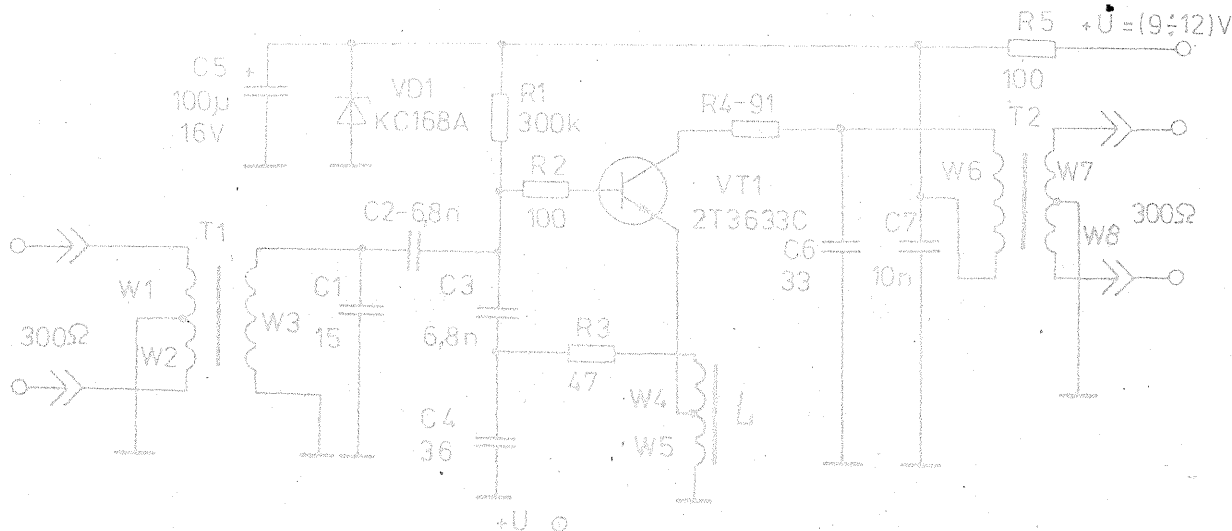 R5 +U=(9÷12)V
100
C5 +
100µ
16V
VD1
KC168A
R1
300k
R4-91
T2
R2
100
VT1
2T3633C
W6
W7
W8
300Ω
C2-6,8n
T1
W1
W2
300Ω
W3
C1
15
C3
6,8n
R3
47
C6
33
C7
10n
C4
36
W4
W5
L
+U